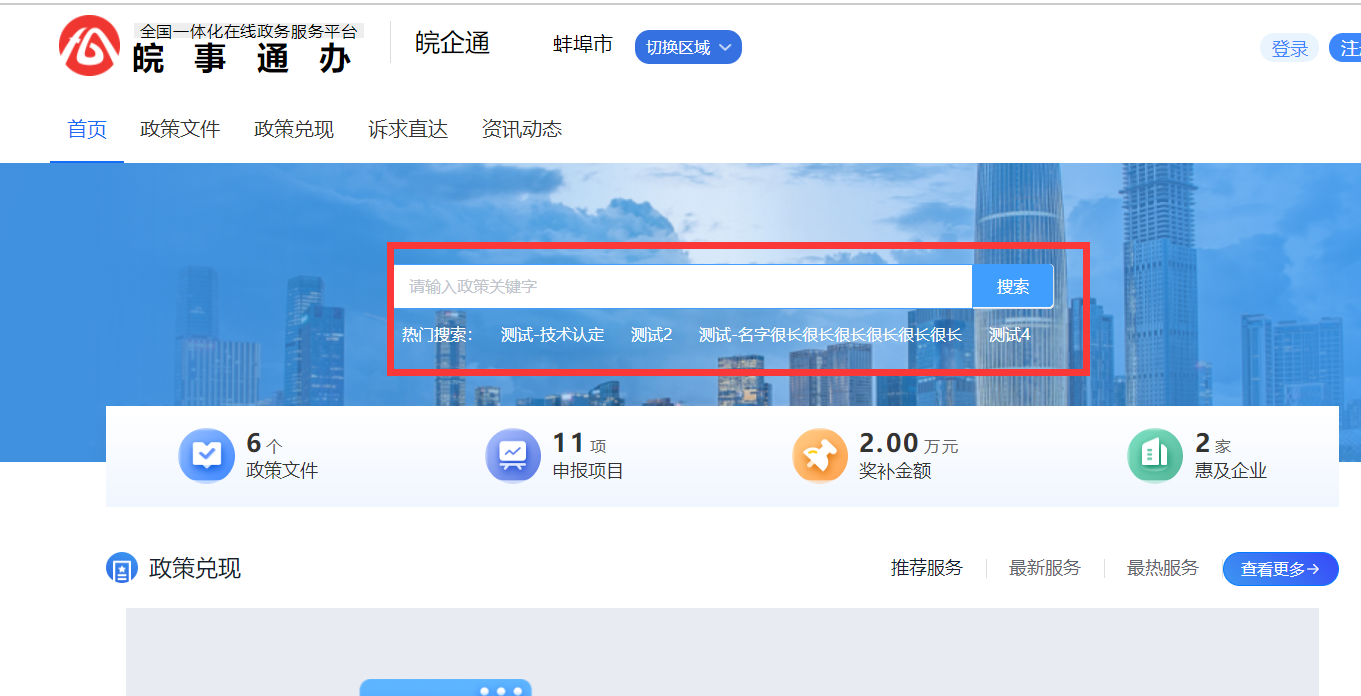 全国一体化在线政务服务平台
皖事通办
皖企通
蚌埠市
切换区域
登录
首页 政策文件 政策兑现 诉求直达 资讯动态
请输入政策关键字
搜索
热门搜索： 测试-技术认定 测试2 测试-名字很长很长很长很长很长很长 测试4
6个
政策文件
11项
申报项目
2.00万元
奖补金额
2家
惠及企业
政策兑现
推荐服务 最新服务 最热服务 查看更多→